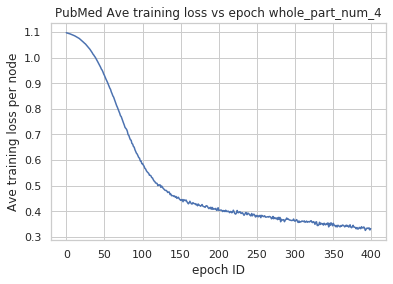 PubMed Ave training loss vs epoch whole_part_num_4
Ave training loss per node
1.1
1.0
0.9
0.8
0.7
0.6
0.5
0.4
0.3
0 50 100 150 200 250 300 350 400
epoch ID